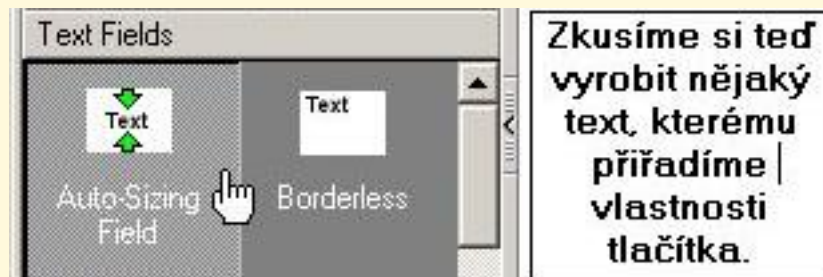 Text Fields
Text
Auto-Sizing
Field
Text
Borderless
Zkusíme si teď
vyrobit nějaký
text, kterému
přiřadíme
vlastnosti
tlačítka.